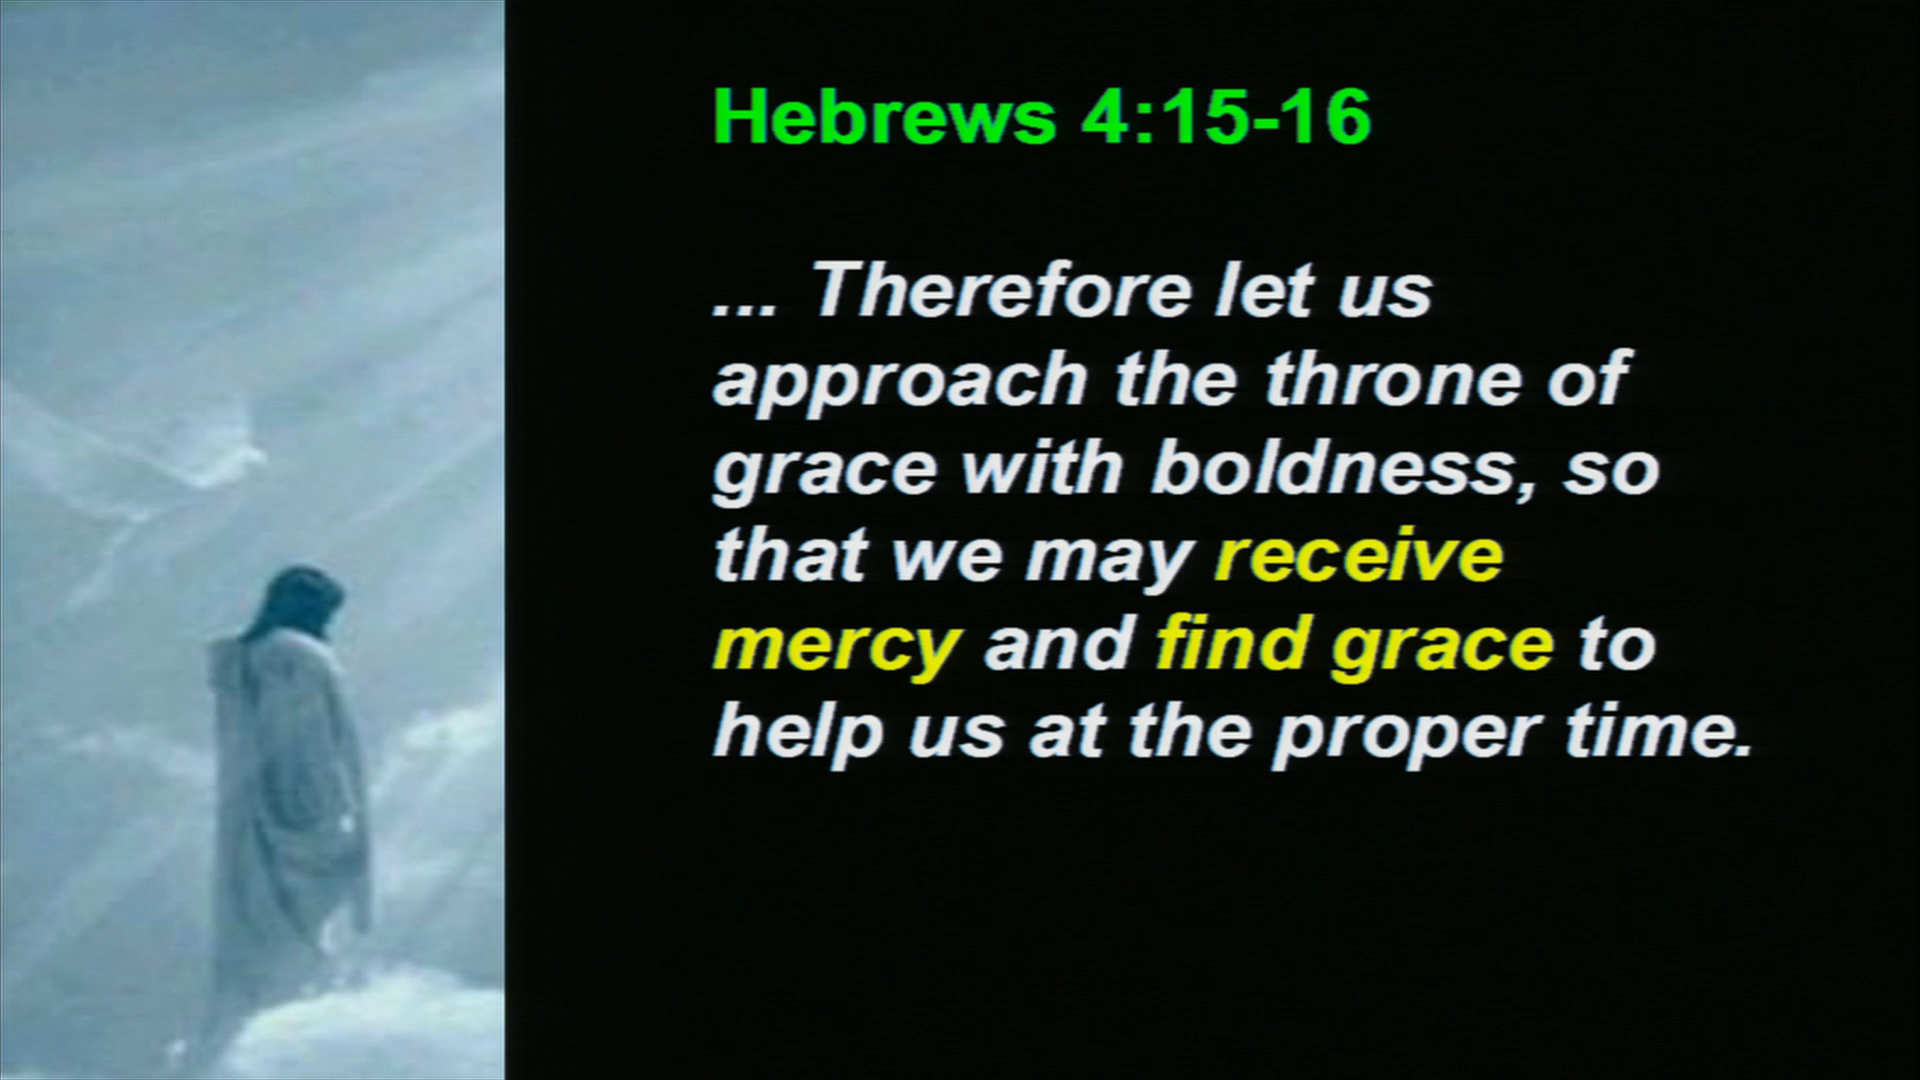 Hebrews 4:15-16
... Therefore let us
approach the throne of
grace with boldness, so
that we may receive
mercy and find grace to
help us at the proper time.